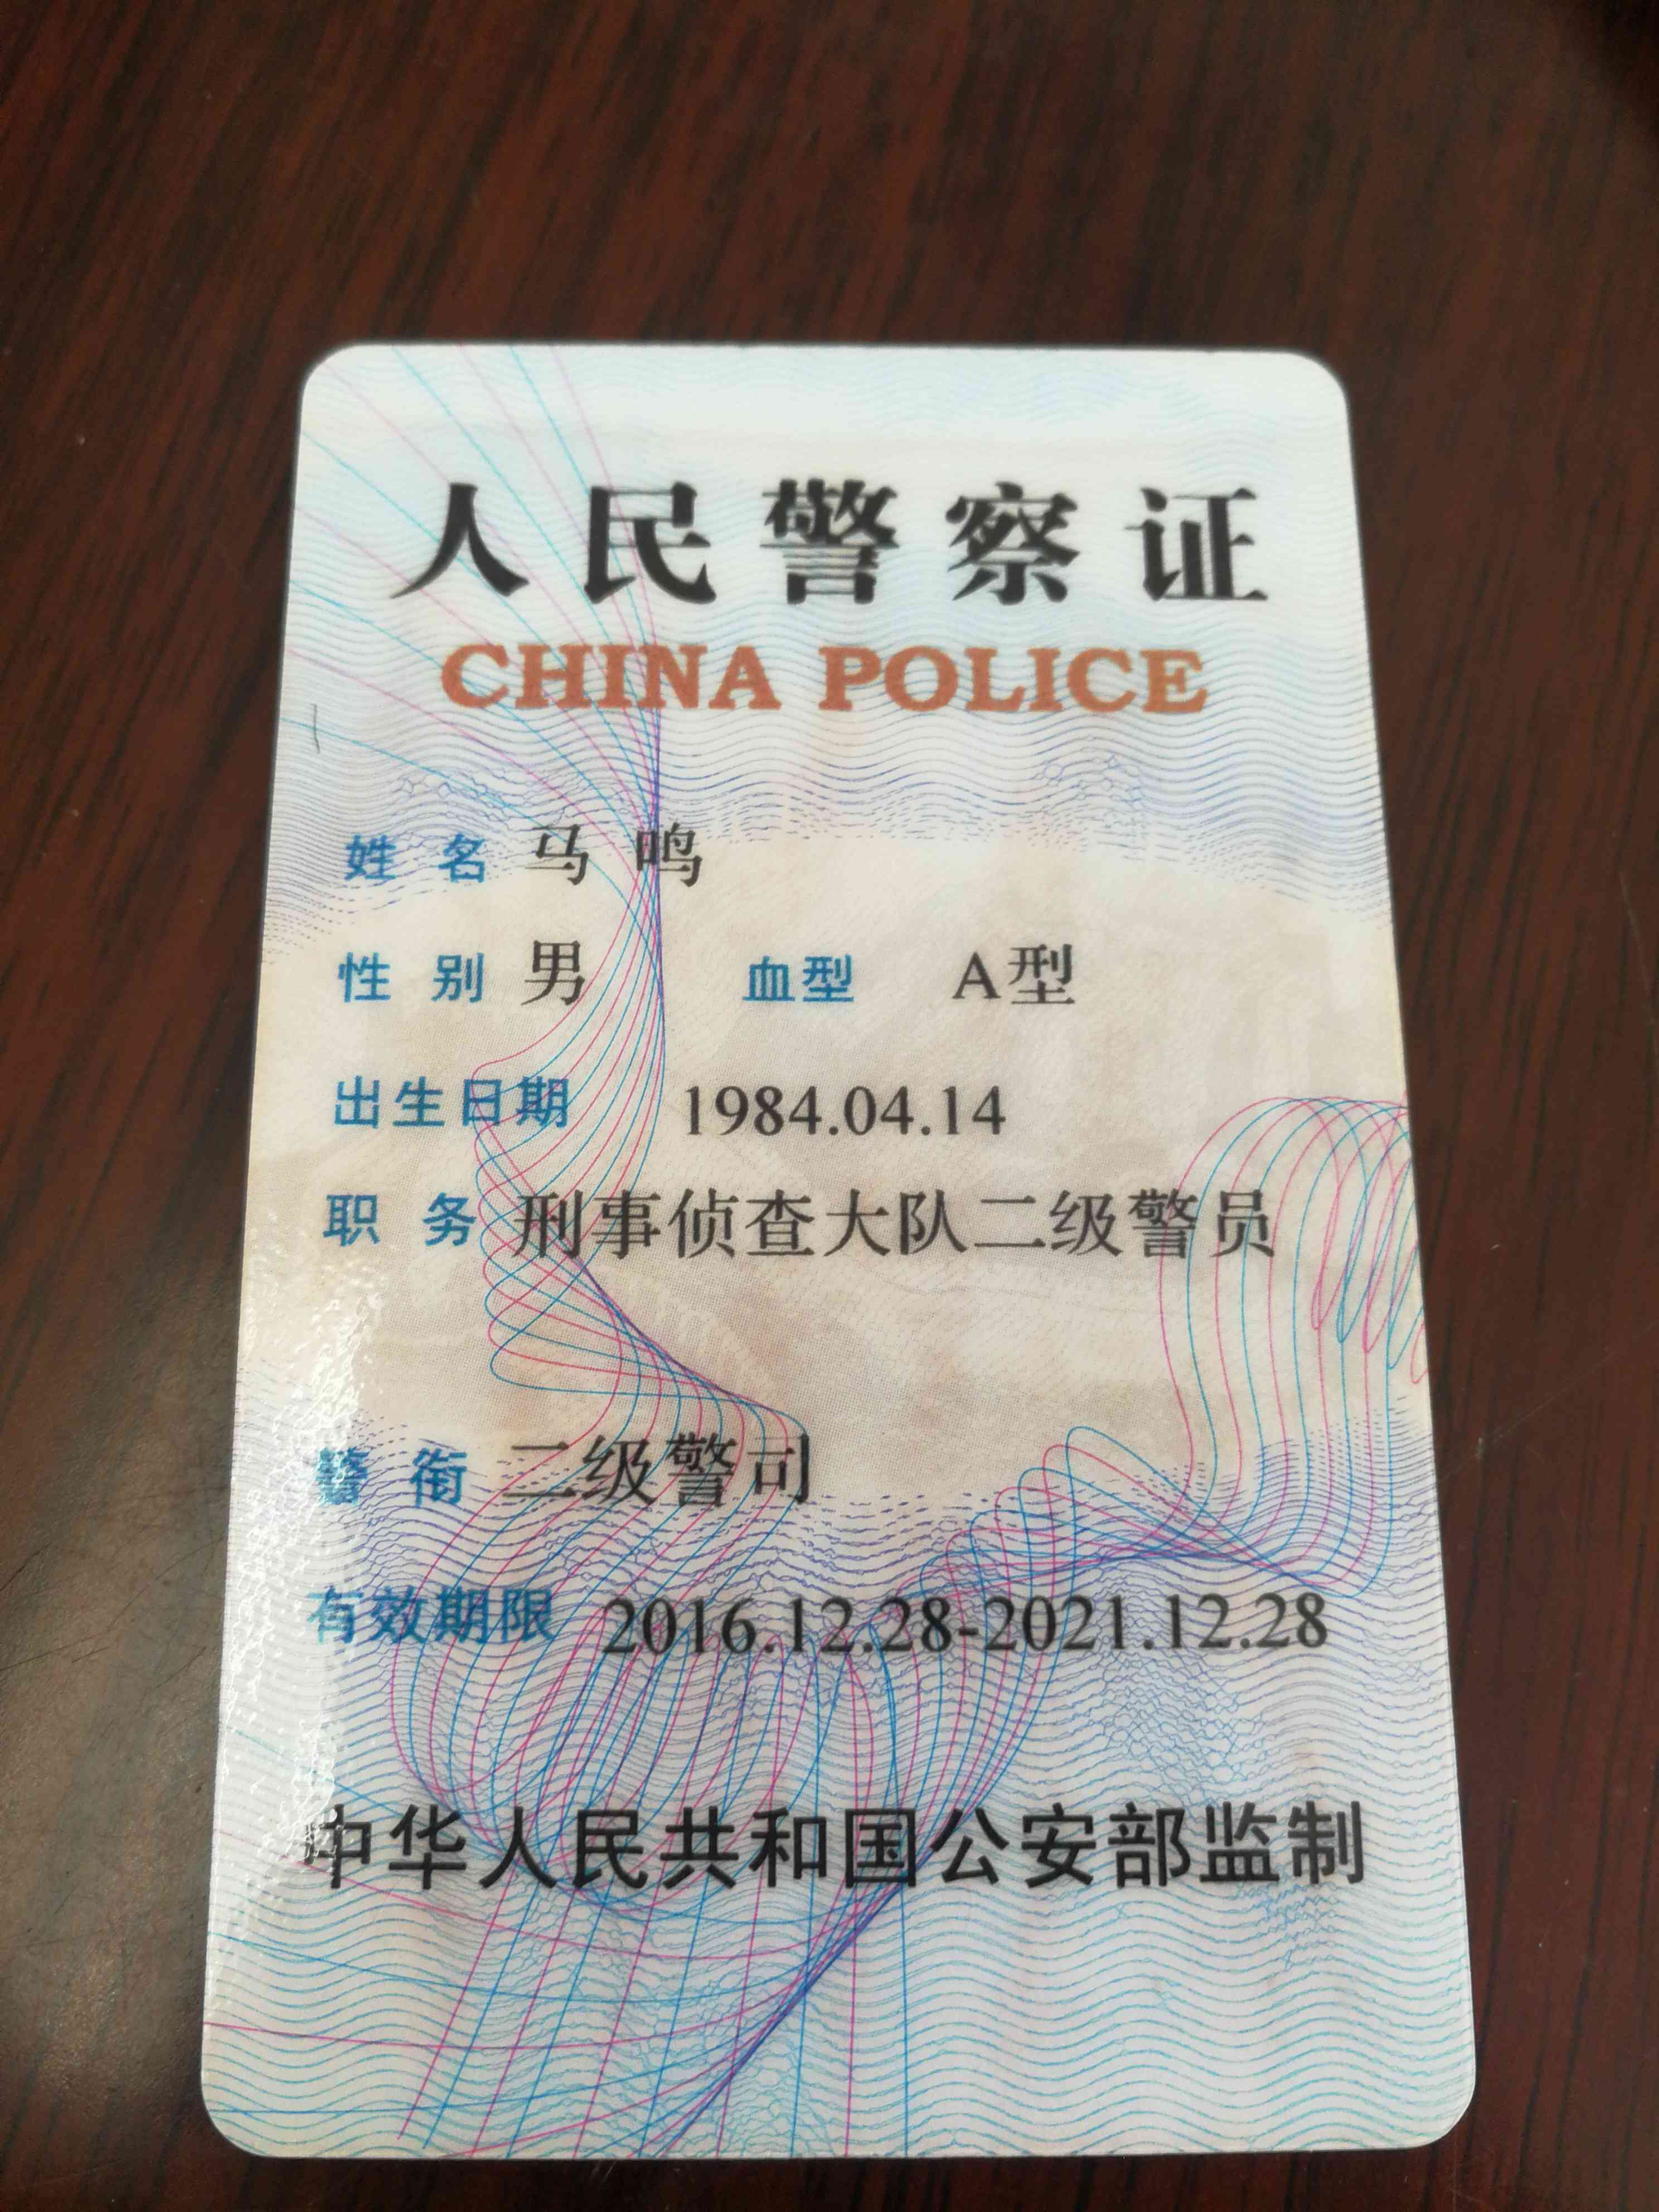 人民警察证
CHINA POLICE
姓 名 马 鸣
性 别 男 血型 A型
出生日期 1984.04.14
职 务 刑事侦查大队二级警员
警 衔 二级警司
有效期限 2016.12.28-2021.12.28
中华人民共和国公安部监制